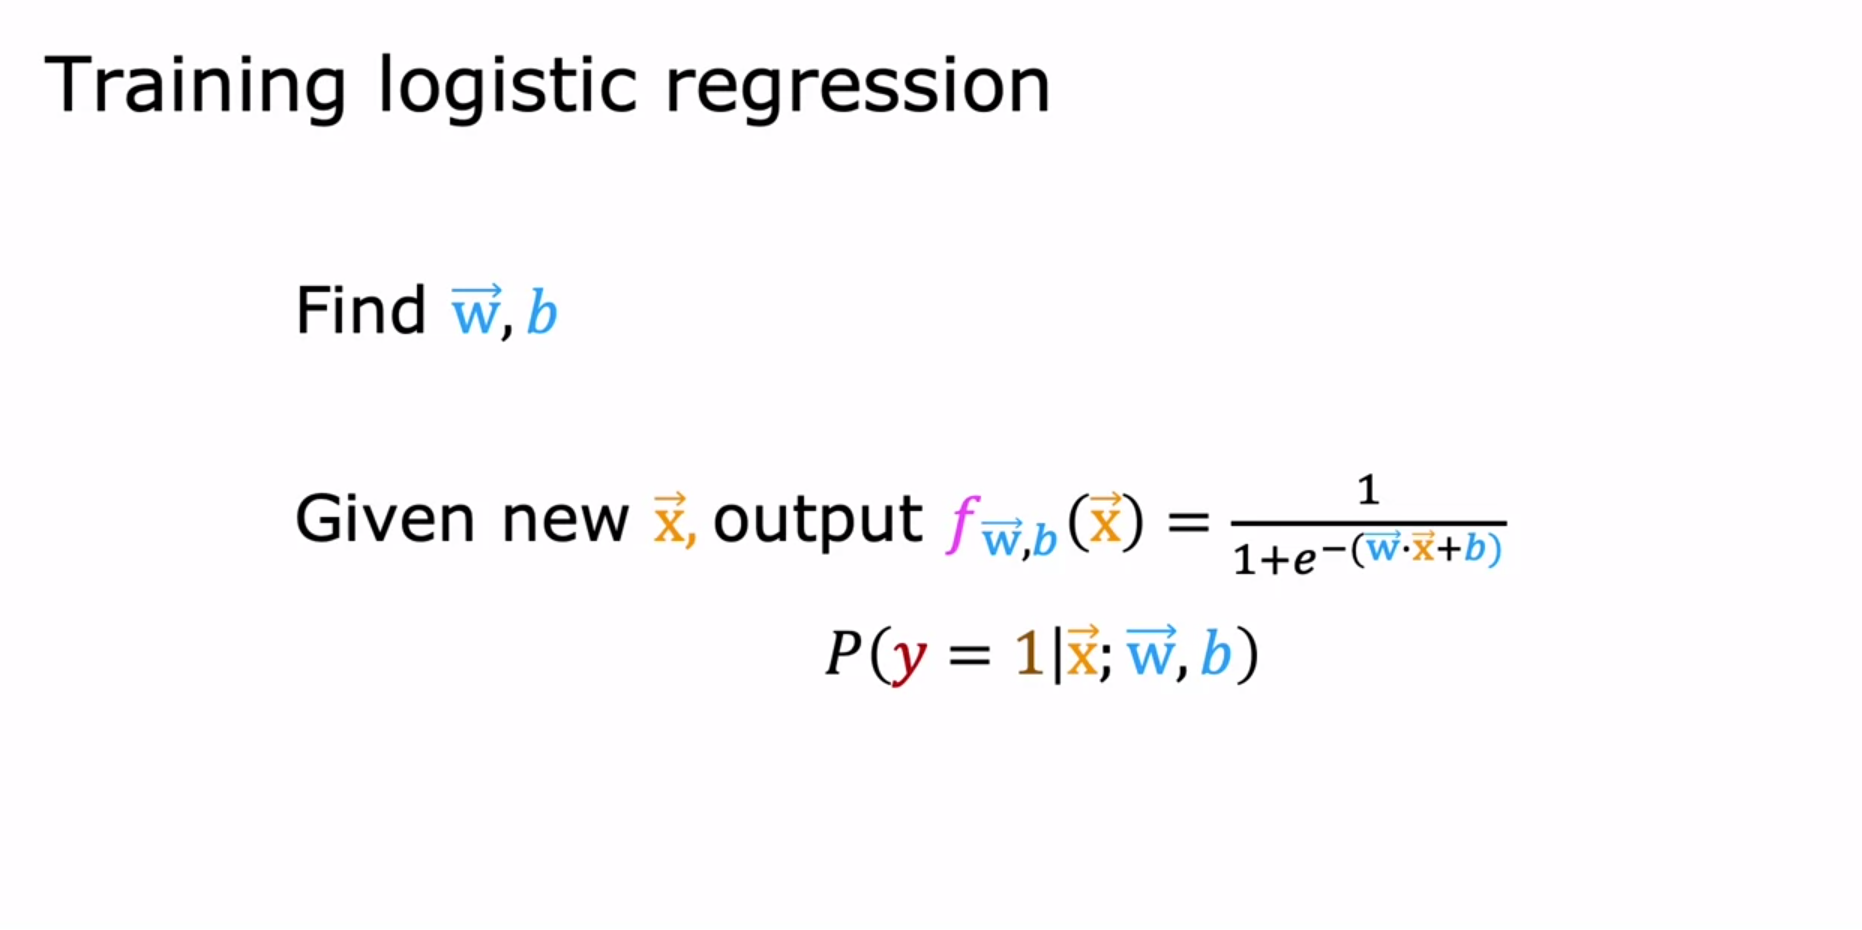 Training logistic regression
Find \vec{w}, b
Given new \vec{x}, output f_{\vec{w},b}(\vec{x}) = \frac{1}{1+e^{-(\vec{w}\cdot\vec{x}+b)}}
P(y = 1|\vec{x}; \vec{w}, b)